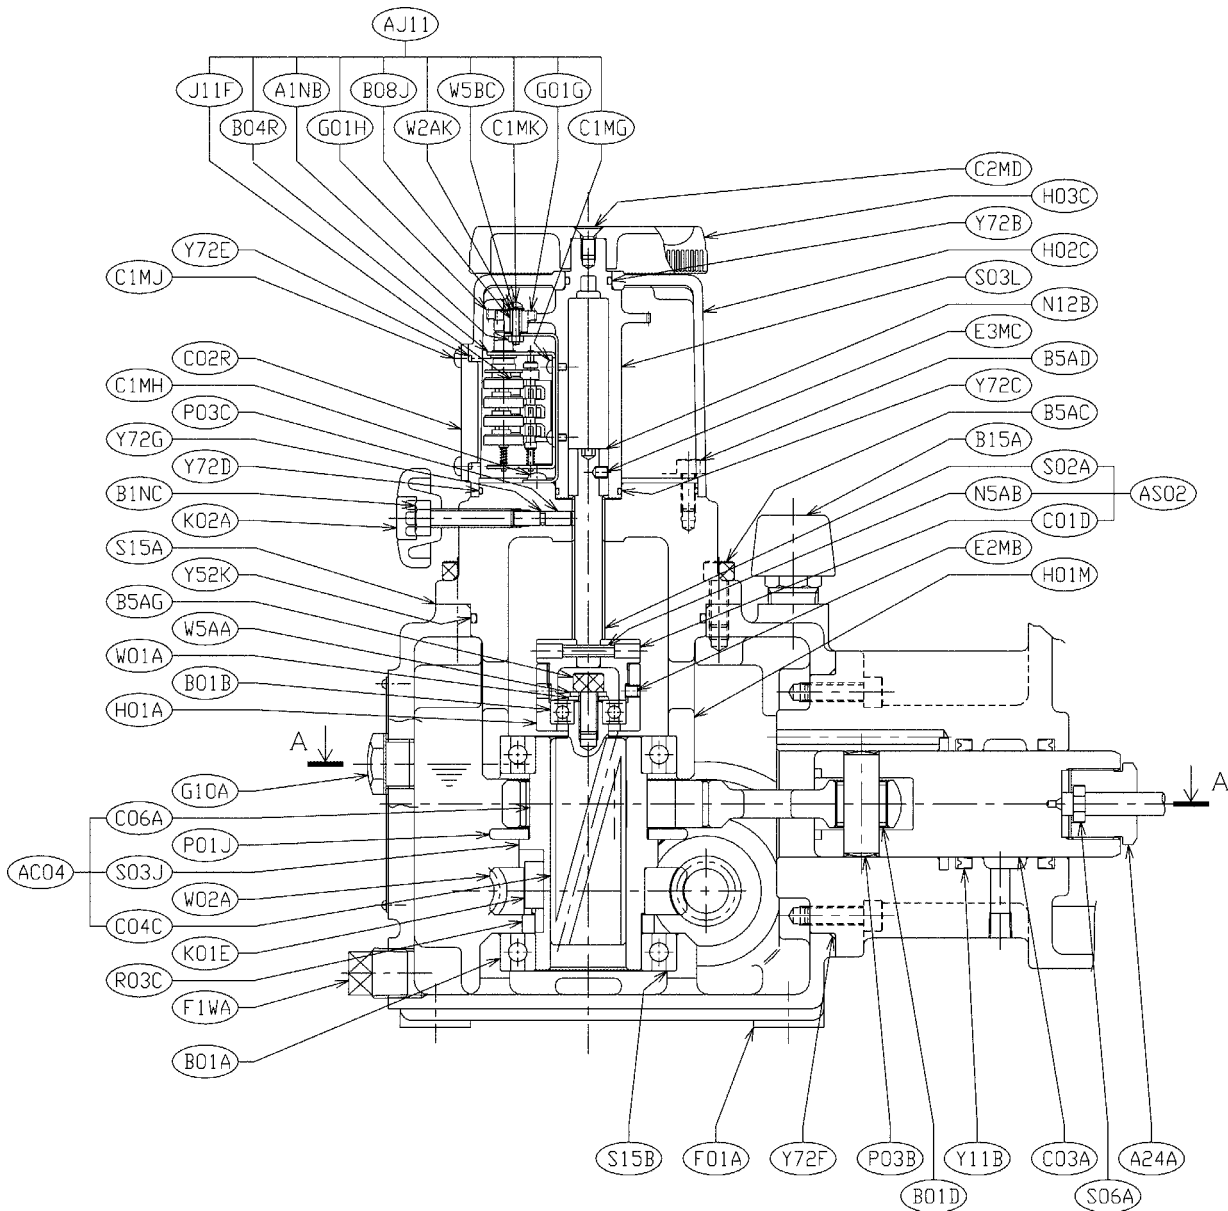 AJ11
J11F
A1NB
B08J
W5BC
G01G
B04R
G01H
W2AK
C1MK
C1MG
C2MD
H03C
Y72B
H02C
S03L
N12B
E3MC
B5AD
Y72C
B5AC
B15A
S02A
N5AB
AS02
C01D
E2MB
H01M
Y72E
C1MJ
C02R
C1MH
P03C
Y72G
Y72D
B1NC
K02A
S15A
Y52K
B5AG
W5AA
W01A
B01B
H01A
A
A
G10A
C06A
P01J
AC04
S03J
W02A
C04C
K01E
R03C
F1WA
B01A
S15B
F01A
Y72F
P03B
Y11B
C03A
A24A
B01D
S06A